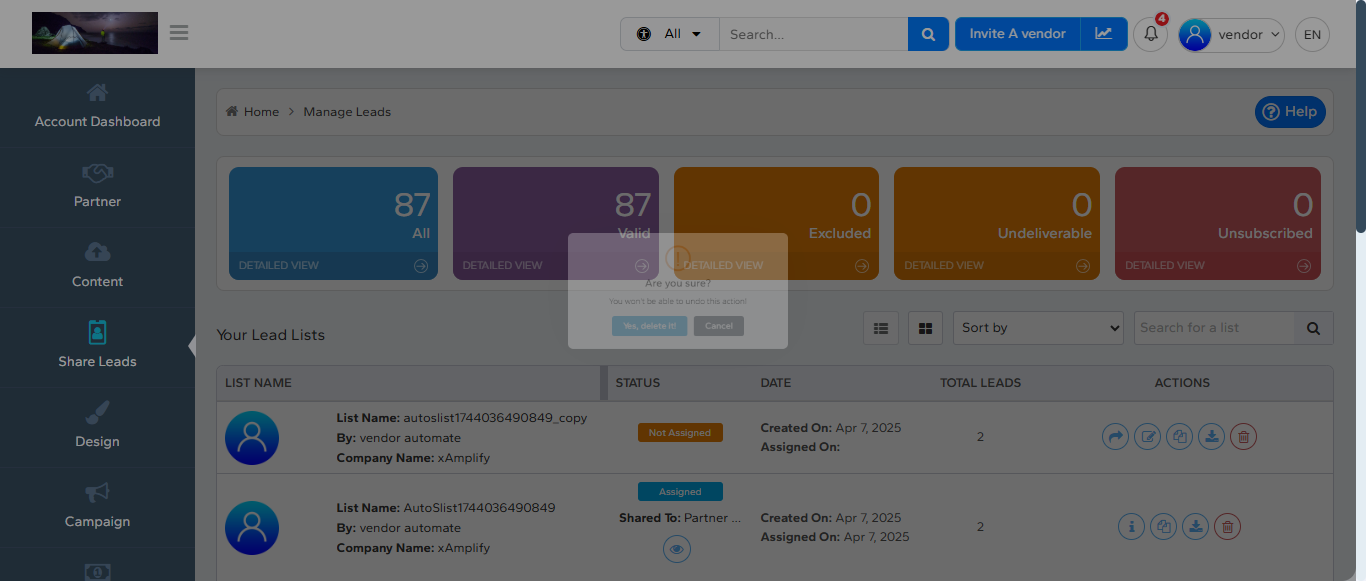 All
Search...
Invite A vendor
4
vendor
EN
Account Dashboard
Partner
Content
Share Leads
Design
Campaign
Home
Manage Leads
Help
87
All
DETAILED VIEW
87
Valid
DETAILED VIEW
0
Excluded
DETAILED VIEW
0
Undeliverable
DETAILED VIEW
0
Unsubscribed
DETAILED VIEW
Are you sure?
You won't be able to undo this action!
Yes, delete it!
Cancel
Your Lead Lists
Sort by
Search for a list
LIST NAME
STATUS
DATE
TOTAL LEADS
ACTIONS
List Name: autoslist1744036490849_copy
By: vendor automate
Company Name: xAmplify
Not Assigned
Created On: Apr 7, 2025
Assigned On:
2
List Name: AutoSlist1744036490849
By: vendor automate
Company Name: xAmplify
Assigned
Shared To: Partner ...
Created On: Apr 7, 2025
Assigned On: Apr 7, 2025
2